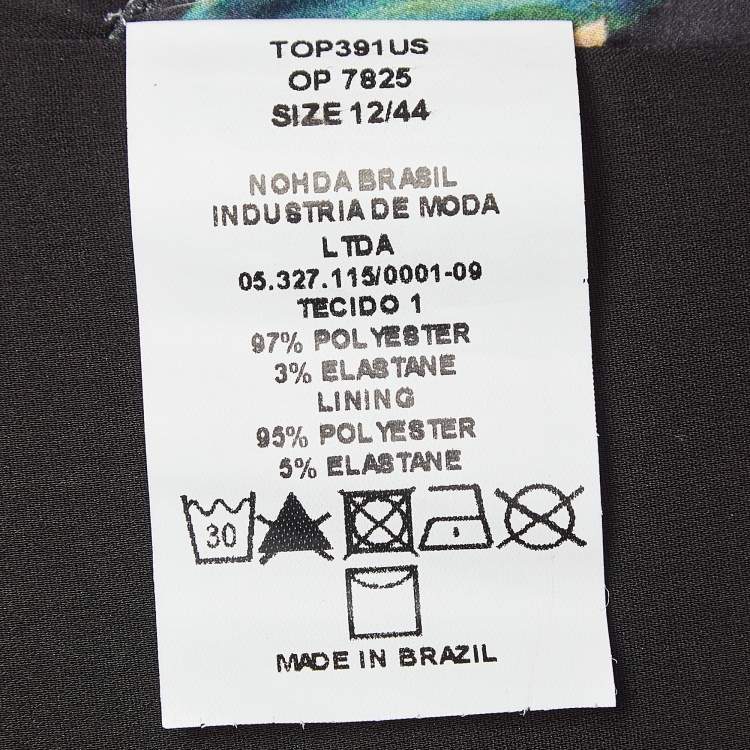 TOP391US
OP 7825
SIZE 12/44
NOHDA BRASIL
INDUSTRIA DE MODA
LTDA
05.327.115/0001-09
TECIDO 1
97% POLYESTER
3% ELASTANE
LINING
95% POLYESTER
5% ELASTANE
30
MADE IN BRAZIL